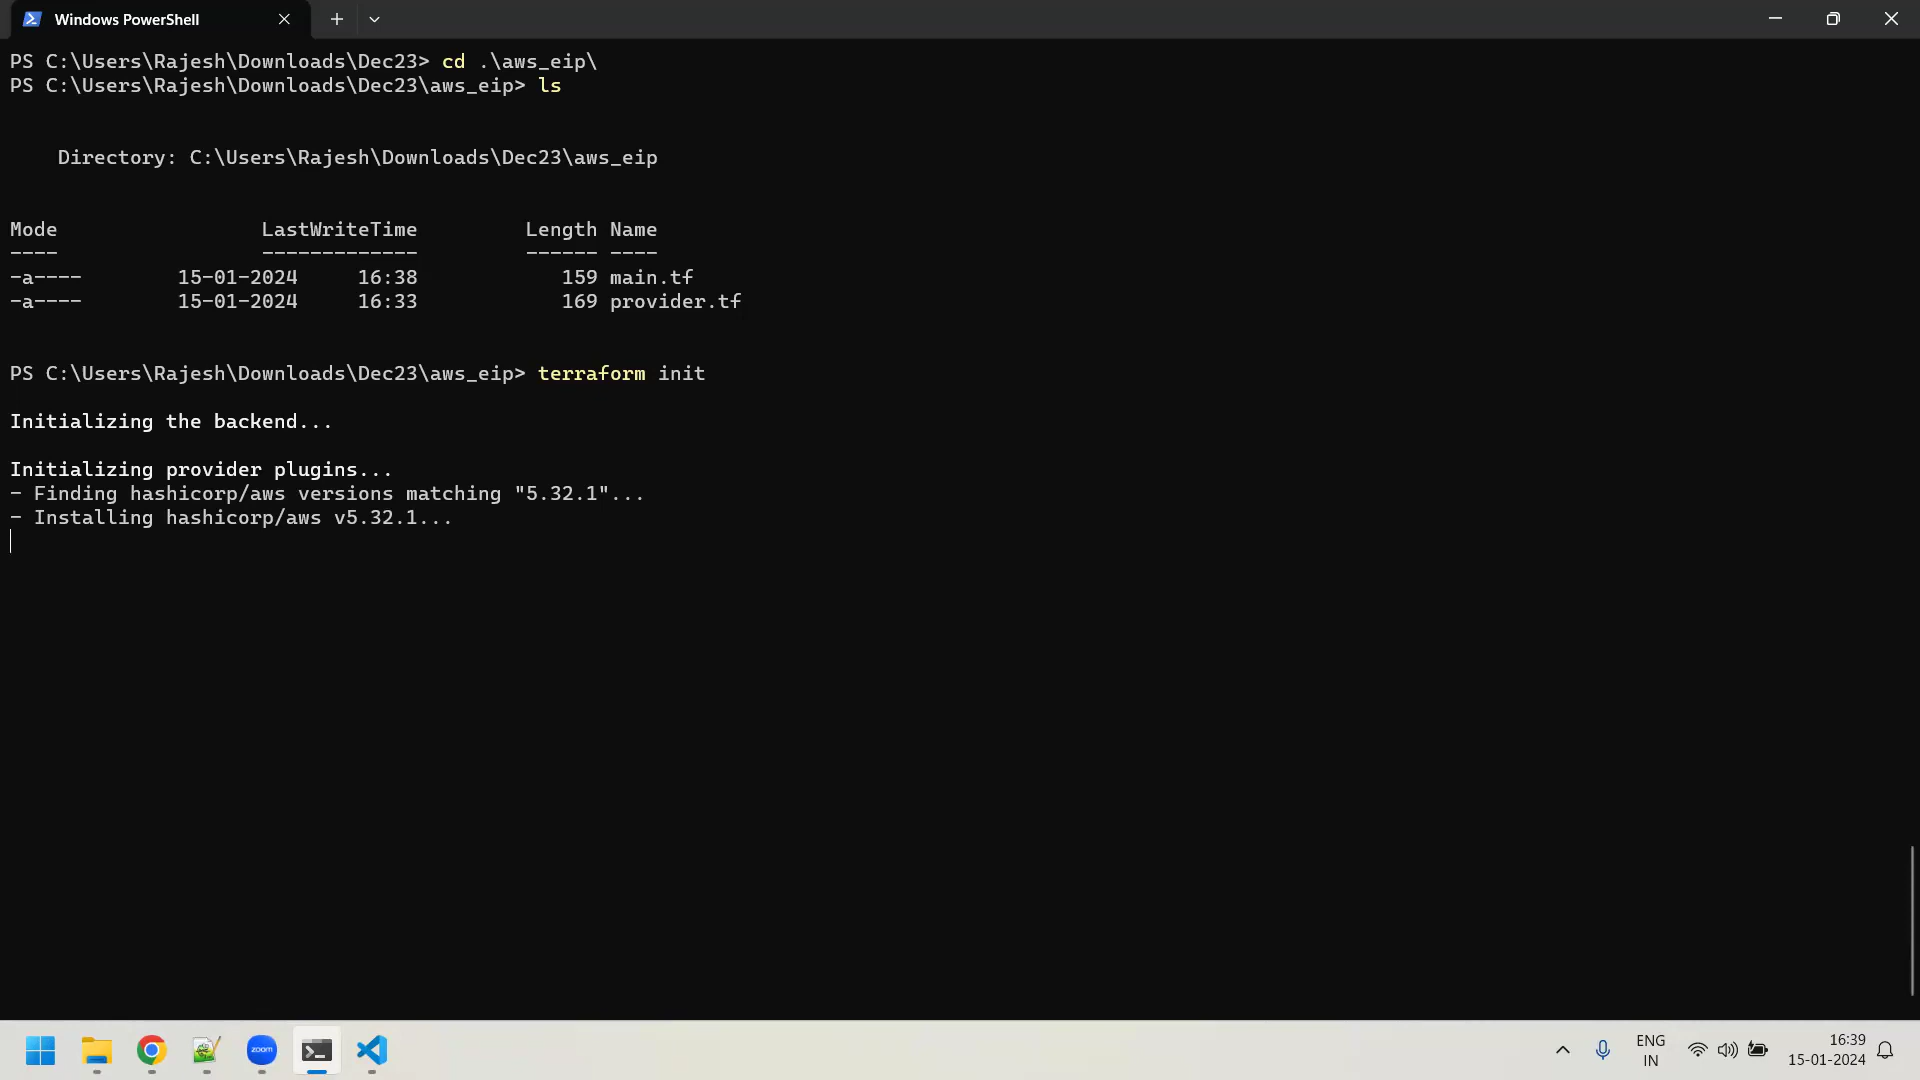 Windows PowerShell
PS C:\Users\Rajesh\Downloads\Dec23> cd .\aws_eip\
PS C:\Users\Rajesh\Downloads\Dec23\aws_eip> ls
Directory: C:\Users\Rajesh\Downloads\Dec23\aws_eip
Mode LastWriteTime Length Name
---- ------------- ------ ----
-a---- 15-01-2024 16:38 159 main.tf
-a---- 15-01-2024 16:33 169 provider.tf
PS C:\Users\Rajesh\Downloads\Dec23\aws_eip> terraform init
Initializing the backend...
Initializing provider plugins...
- Finding hashicorp/aws versions matching "5.32.1"...
- Installing hashicorp/aws v5.32.1...
zoom
ENG
IN
16:39
15-01-2024